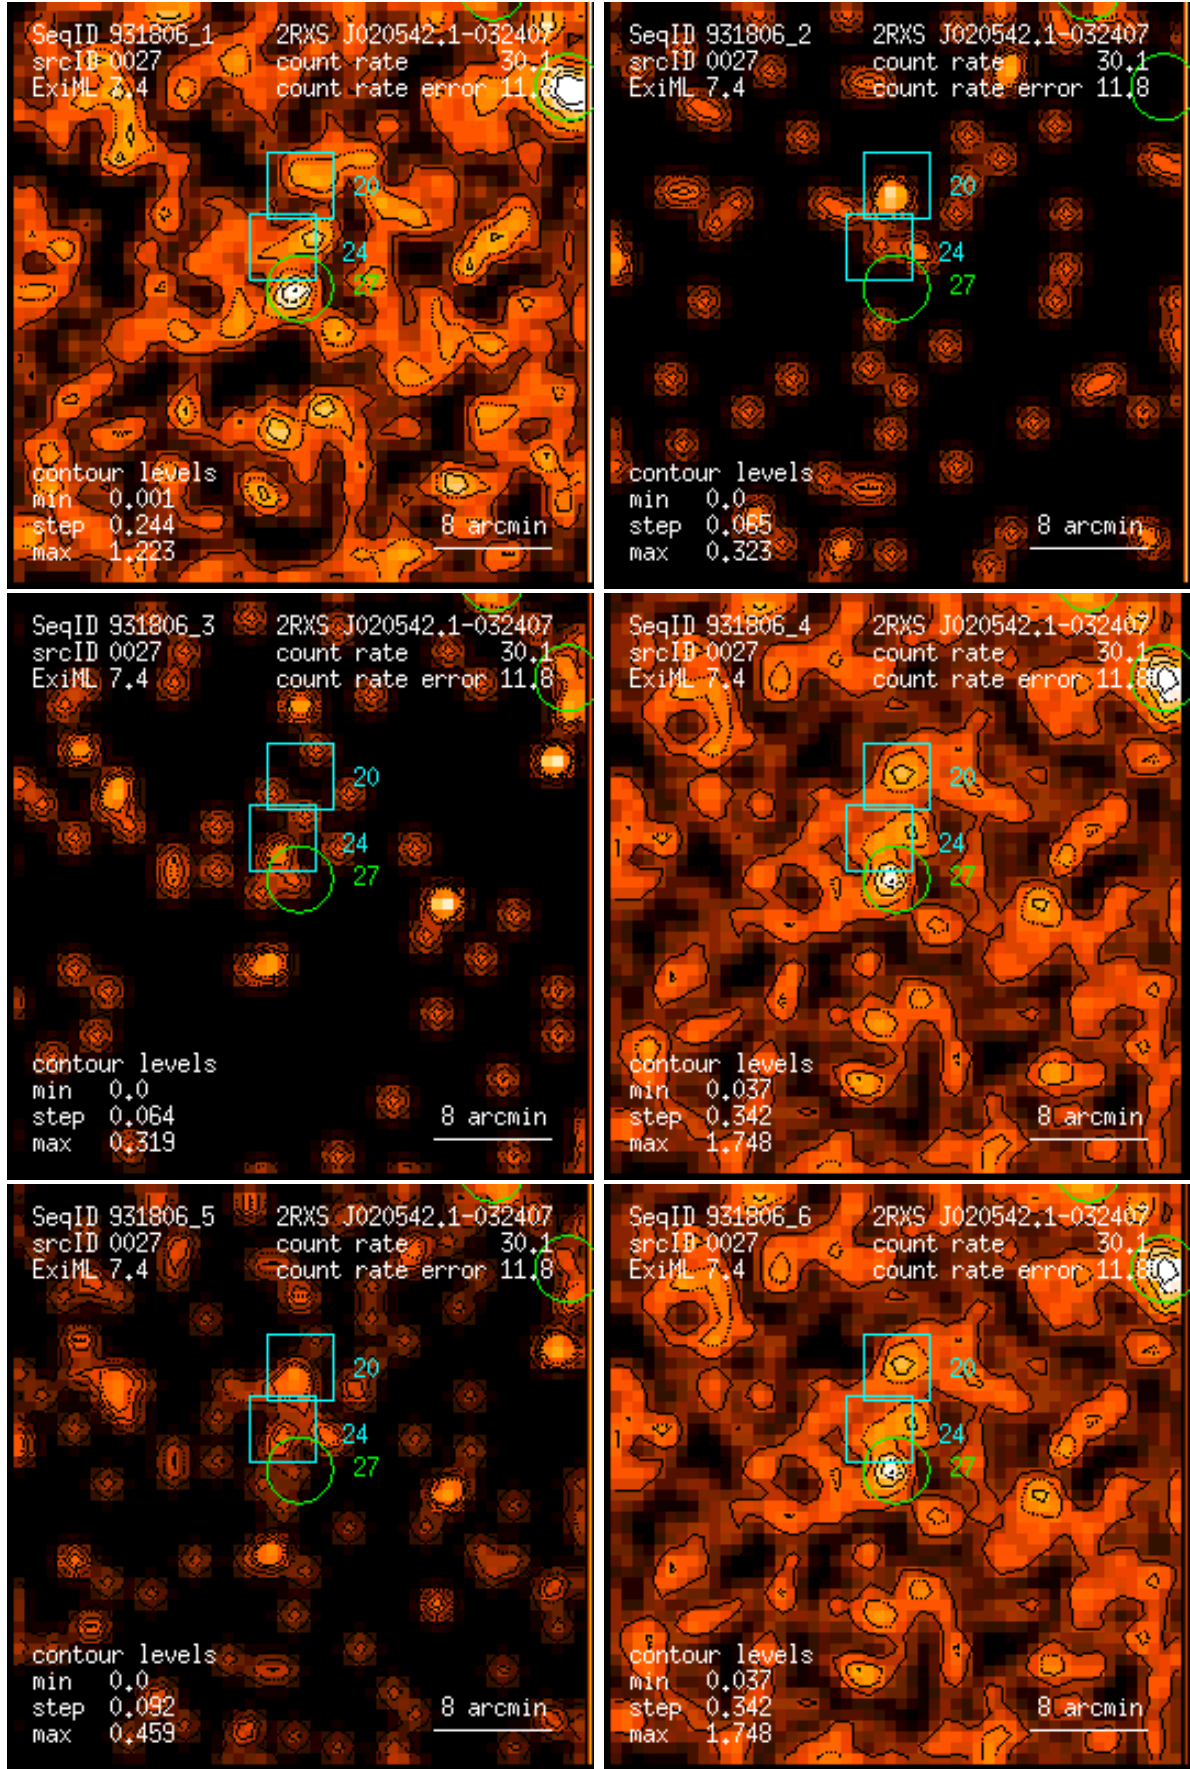 SeqID 931806_1 2RXS J020542.1-032407
srcID 0027 count rate 30.1
ExiML 7.4 count rate error 11.8
20
24
27
contour levels
min 0.001
step 0.244 8 arcmin
max 1.223
SeqID 931806_2 2RXS J020542.1-032407
srcID 0027 count rate 30.1
ExiML 7.4 count rate error 11.8
20
24
27
contour levels
min 0.0
step 0.065 8 arcmin
max 0.323
SeqID 931806_3 2RXS J020542.1-032407
srcID 0027 count rate 30.1
ExiML 7.4 count rate error 11.8
20
24
27
contour levels
min 0.0
step 0.064 8 arcmin
max 0.319
SeqID 931806_4 2RXS J020542.1-032407
srcID 0027 count rate 30.1
ExiML 7.4 count rate error 11.8
20
24
27
contour levels
min 0.037
step 0.342 8 arcmin
max 1.748
SeqID 931806_5 2RXS J020542.1-032407
srcID 0027 count rate 30.1
ExiML 7.4 count rate error 11.8
20
24
27
contour levels
min 0.0
step 0.092 8 arcmin
max 0.459
SeqID 931806_6 2RXS J020542.1-032407
srcID 0027 count rate 30.1
ExiML 7.4 count rate error 11.8
20
24
27
contour levels
min 0.037
step 0.342 8 arcmin
max 1.748